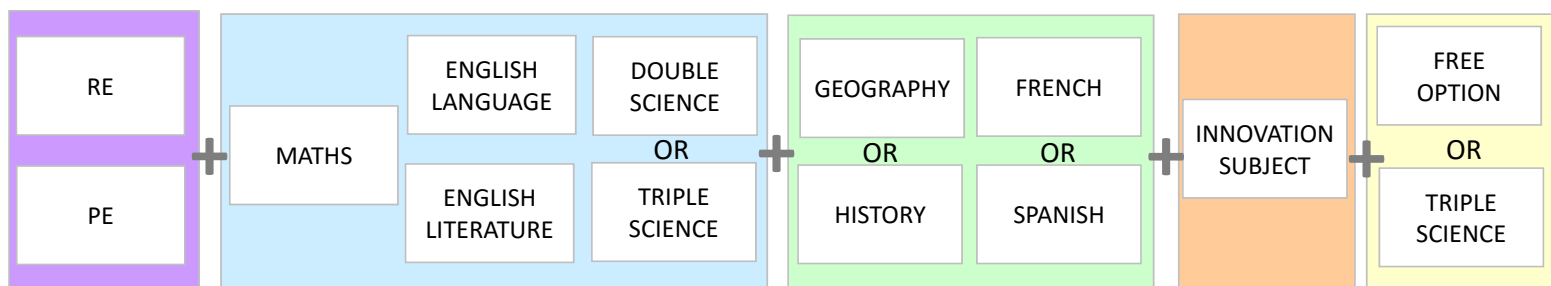 RE
PE
+
MATHS
ENGLISH
LANGUAGE
ENGLISH
LITERATURE
DOUBLE
SCIENCE
OR
TRIPLE
SCIENCE
+
GEOGRAPHY
OR
HISTORY
FRENCH
OR
SPANISH
+
INNOVATION
SUBJECT
+
FREE
OPTION
OR
TRIPLE
SCIENCE